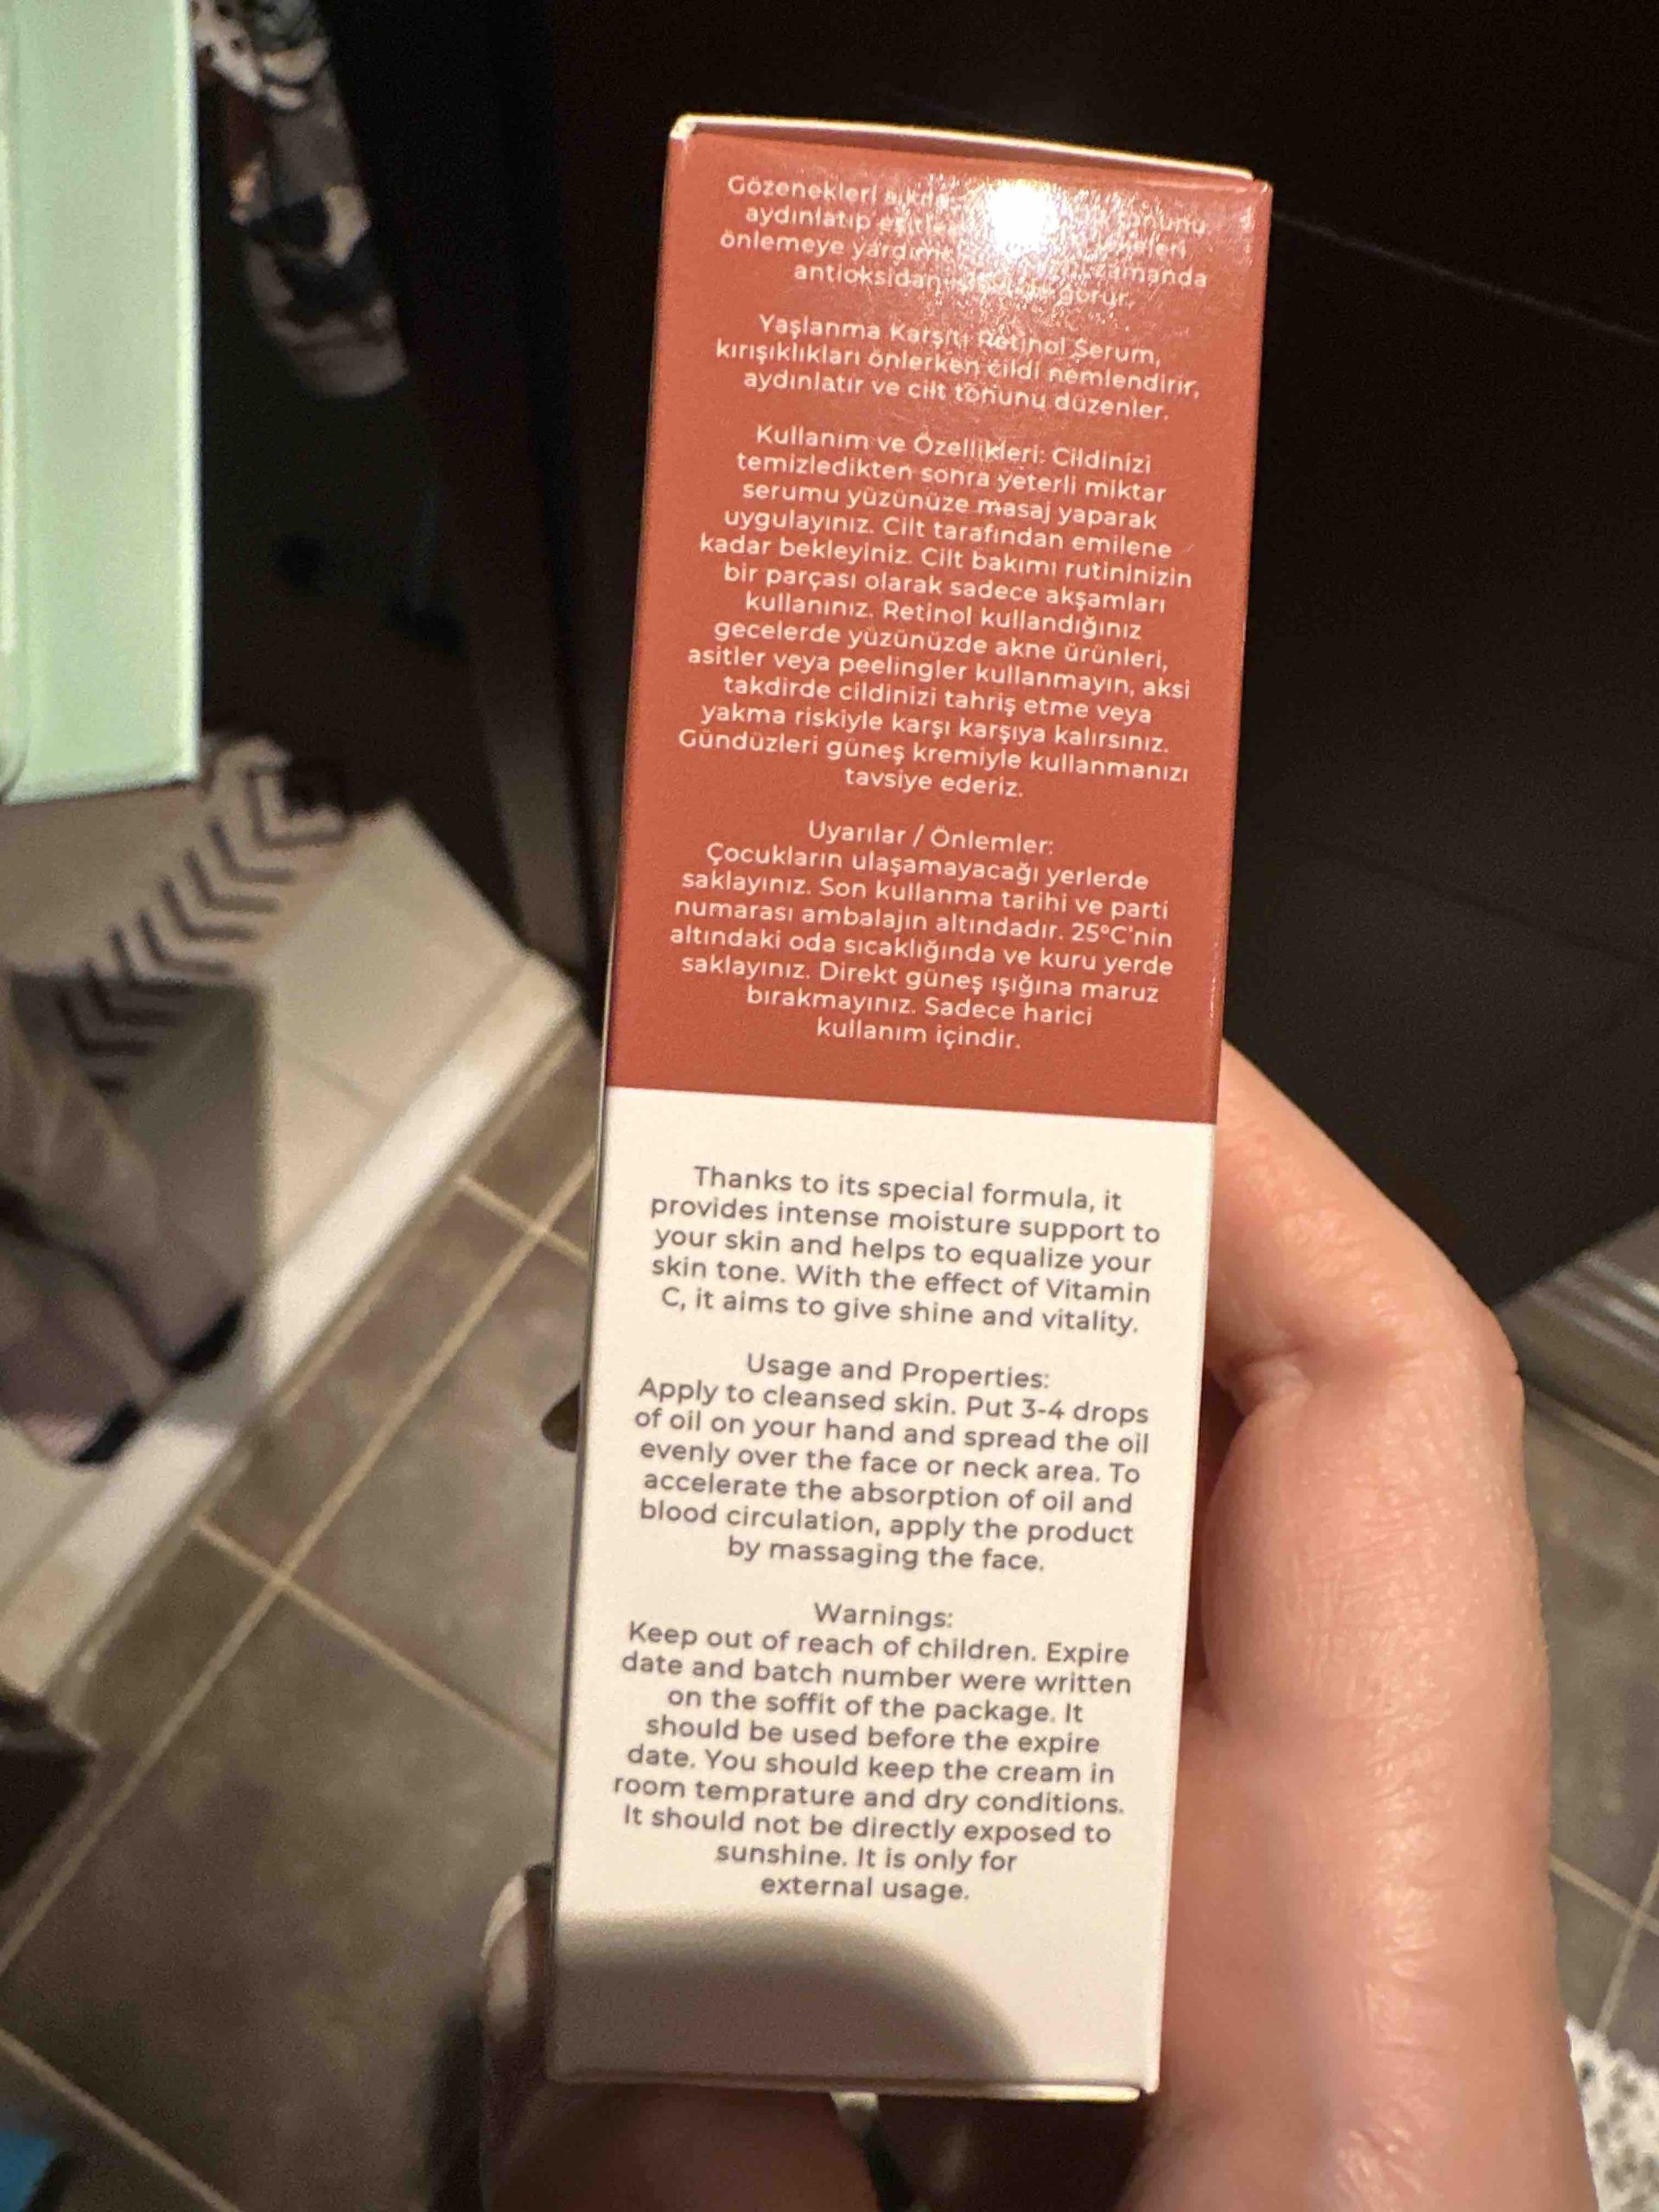 Gözenekleri
aydınlatıp
önlemeye zamanda
antioksidan görür.
Yaşlanma Karşıtı Retinol Serum,
kırışıklıkları önlerken cildi nemlendirir,
aydınlatır ve cilt tonunu düzenler.
Kullanım ve Özellikleri: Cildinizi
temizledikten sonra yeterli miktar
serumu yüzünüze masaj yaparak
uygulayınız. Cilt tarafından emilene
kadar bekleyiniz. Cilt bakımı rutininizin
bir parçası olarak sadece akşamları
kullanınız. Retinol kullandığınız
gecelerde yüzünüzde akne ürünleri,
asitler veya peelingler kullanmayın, aksi
takdirde cildinizi tahriş etme veya
yakma riskiyle karşı karşıya kalırsınız.
Gündüzleri güneş kremiyle kullanmanızı
tavsiye ederiz.
Uyarılar / Önlemler:
Çocukların ulaşamayacağı yerlerde
saklayınız. Son kullanma tarihi ve parti
numarası ambalajın altındadır. 25°C'nin
altındaki oda sıcaklığında ve kuru yerde
saklayınız. Direkt güneş ışığına maruz
bırakmayınız. Sadece harici
kullanım içindir.
Thanks to its special formula, it
provides intense moisture support to
your skin and helps to equalize your
skin tone. With the effect of Vitamin
C, it aims to give shine and vitality.
Usage and Properties:
Apply to cleansed skin. Put 3-4 drops
of oil on your hand and spread the oil
evenly over the face or neck area. To
accelerate the absorption of oil and
blood circulation, apply the product
by massaging the face.
Warnings:
Keep out of reach of children. Expire
date and batch number were written
on the soffit of the package. It
should be used before the expire
date. You should keep the cream in
room temprature and dry conditions.
It should not be directly exposed to
sunshine. It is only for
external usage.